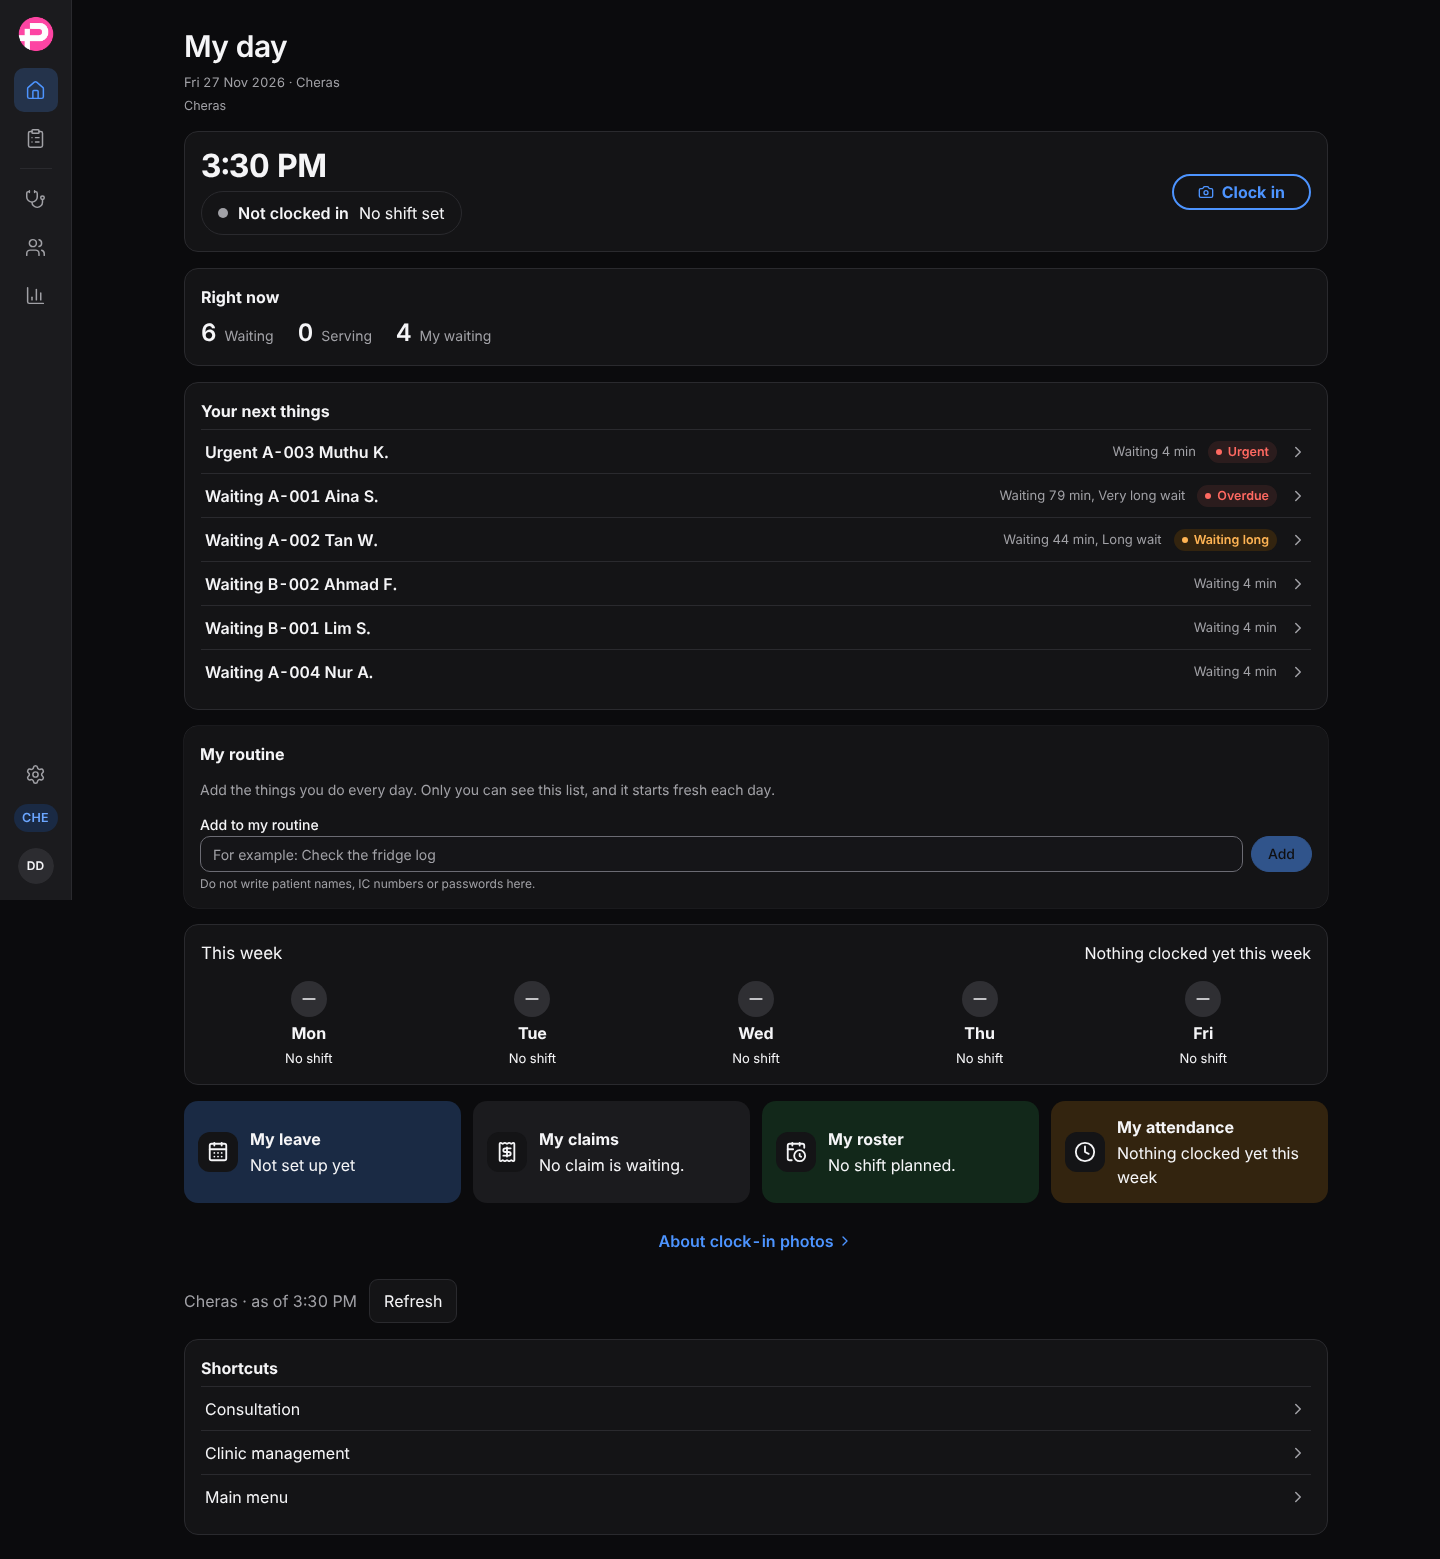 My day
Fri 27 Nov 2026 · Cheras
Cheras
3:30 PM
Not clocked in No shift set
Clock in
Right now
6 Waiting 0 Serving 4 My waiting
Your next things
Urgent A-003 Muthu K. Waiting 4 min Urgent
Waiting A-001 Aina S. Waiting 79 min, Very long wait Overdue
Waiting A-002 Tan W. Waiting 44 min, Long wait Waiting long
Waiting B-002 Ahmad F. Waiting 4 min
Waiting B-001 Lim S. Waiting 4 min
Waiting A-004 Nur A. Waiting 4 min
My routine
Add the things you do every day. Only you can see this list, and it starts fresh each day.
Add to my routine
For example: Check the fridge log
Add
Do not write patient names, IC numbers or passwords here.
CHE
DD
This week Nothing clocked yet this week
Mon Tue Wed Thu Fri
No shift No shift No shift No shift No shift
My leave
Not set up yet
My claims
No claim is waiting.
My roster
No shift planned.
My attendance
Nothing clocked yet this
week
About clock-in photos
Cheras · as of 3:30 PM Refresh
Shortcuts
Consultation
Clinic management
Main menu